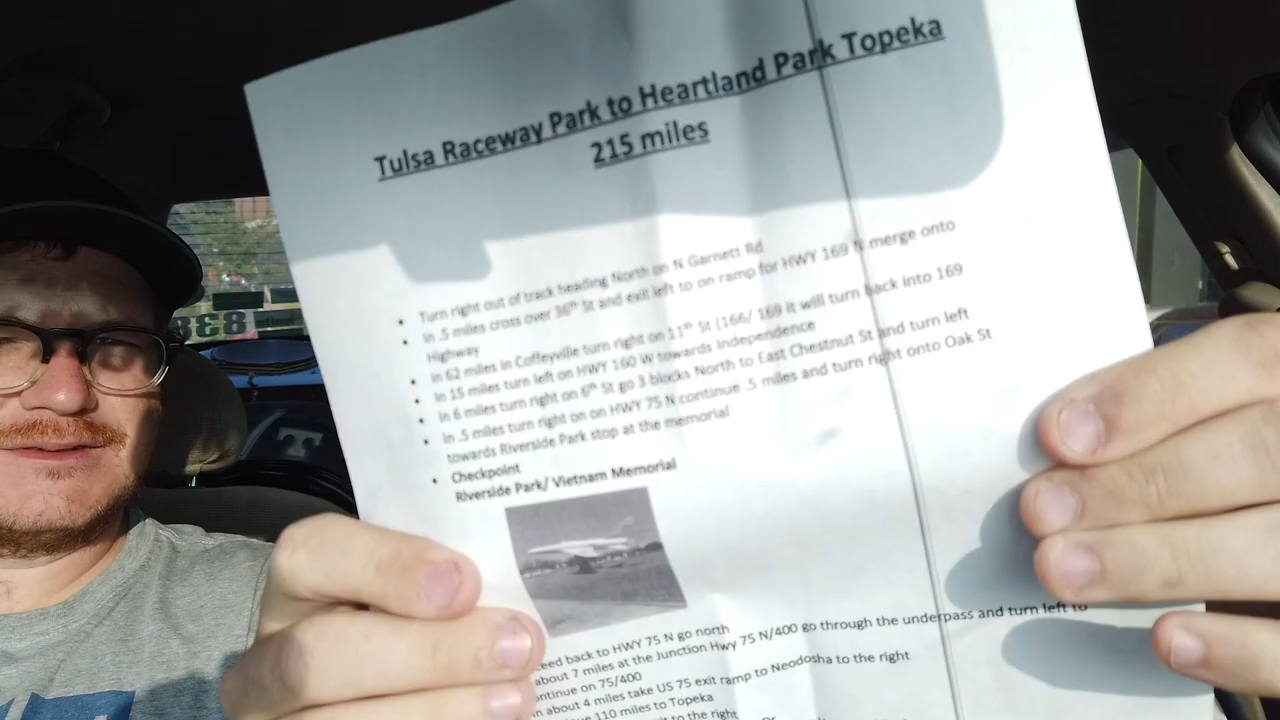 Tulsa Raceway Park to Heartland Park Topeka
215 miles
• Turn right out of track heading North on N Garnett Rd
• In .5 miles cross over 36th St and exit left to on ramp for HWY 169 N merge onto
Highway
• In 62 miles in Coffeyville turn right on 11th St (166/ 169 it will turn back into 169
• In 15 miles turn left on HWY 160 W towards Independence
• In 6 miles turn right on 6th St go 3 blocks North to East Chestnut St and turn left
• In .5 miles turn right on on HWY 75 N continue .5 miles and turn right onto Oak St
towards Riverside Park stop at the memorial
• Checkpoint
Riverside Park/ Vietnam Memorial
eed back to HWY 75 N go north
about 7 miles at the Junction Hwy 75 N/400 go through the underpass and turn left to
ontinue on 75/400
in about 4 miles take US 75 exit ramp to Neodosha to the right
110 miles to Topeka
to the right
838
T